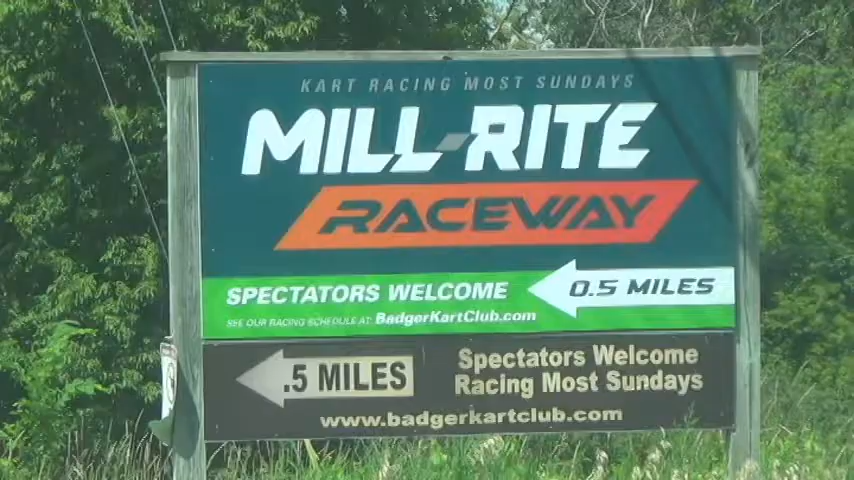 KART RACING MOST SUNDAYS
MILL-RITE
RACEWAY
SPECTATORS WELCOME 0.5 MILES
SEE OUR RACING SCHEDULE AT: BadgerKartClub.com
.5 MILES
Spectators Welcome
Racing Most Sundays
www.badgerkartclub.com